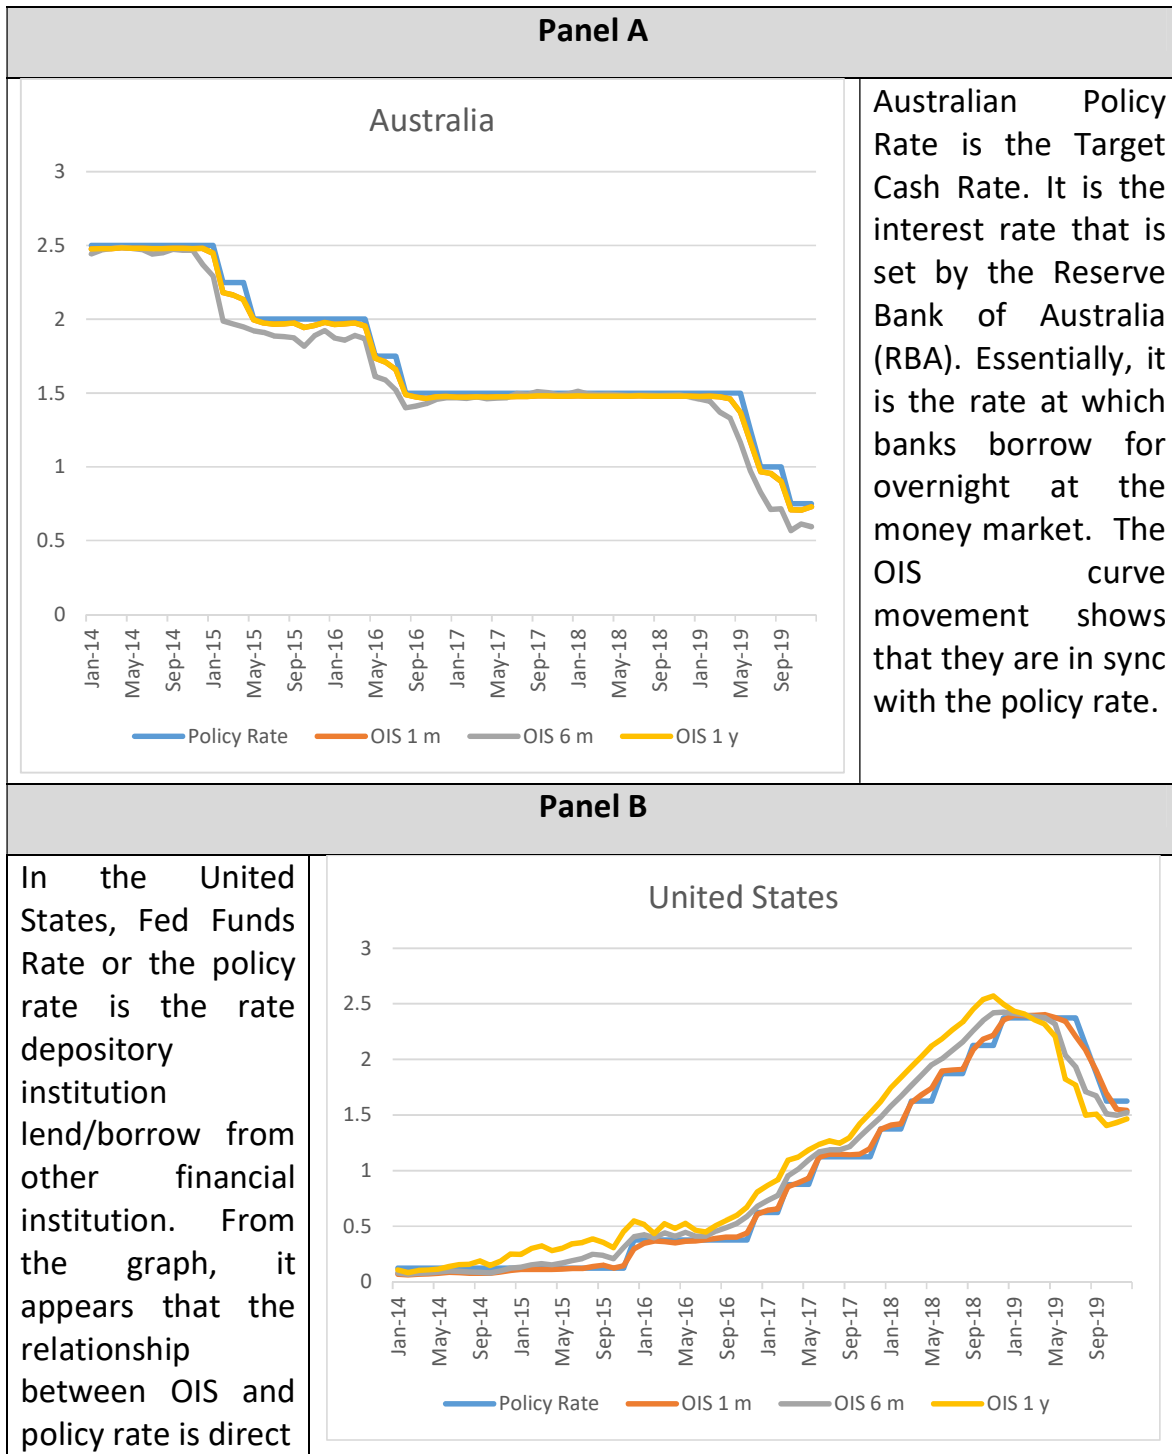 Panel A
Australia
3
2.5
2
1.5
1
0.5
0
Jan-14
May-14
Sep-14
Jan-15
May-15
Sep-15
Jan-16
May-16
Sep-16
Jan-17
May-17
Sep-17
Jan-18
May-18
Sep-18
Jan-19
May-19
Sep-19
Policy Rate
OIS 1 m
OIS 6 m
OIS 1 y
Australian Policy
Rate is the Target
Cash Rate. It is the
interest rate that is
set by the Reserve
Bank of Australia
(RBA). Essentially, it
is the rate at which
banks borrow for
overnight at the
money market. The
OIS curve
movement shows
that they are in sync
with the policy rate.
Panel B
In the United
States, Fed Funds
Rate or the policy
rate is the rate
depository
institution
lend/borrow from
other financial
institution. From
the graph, it
appears that the
relationship
between OIS and
policy rate is direct
United States
3
2.5
2
1.5
1
0.5
0
Jan-14
May-14
Sep-14
Jan-15
May-15
Sep-15
Jan-16
May-16
Sep-16
Jan-17
May-17
Sep-17
Jan-18
May-18
Sep-18
Jan-19
May-19
Sep-19
Policy Rate
OIS 1 m
OIS 6 m
OIS 1 y